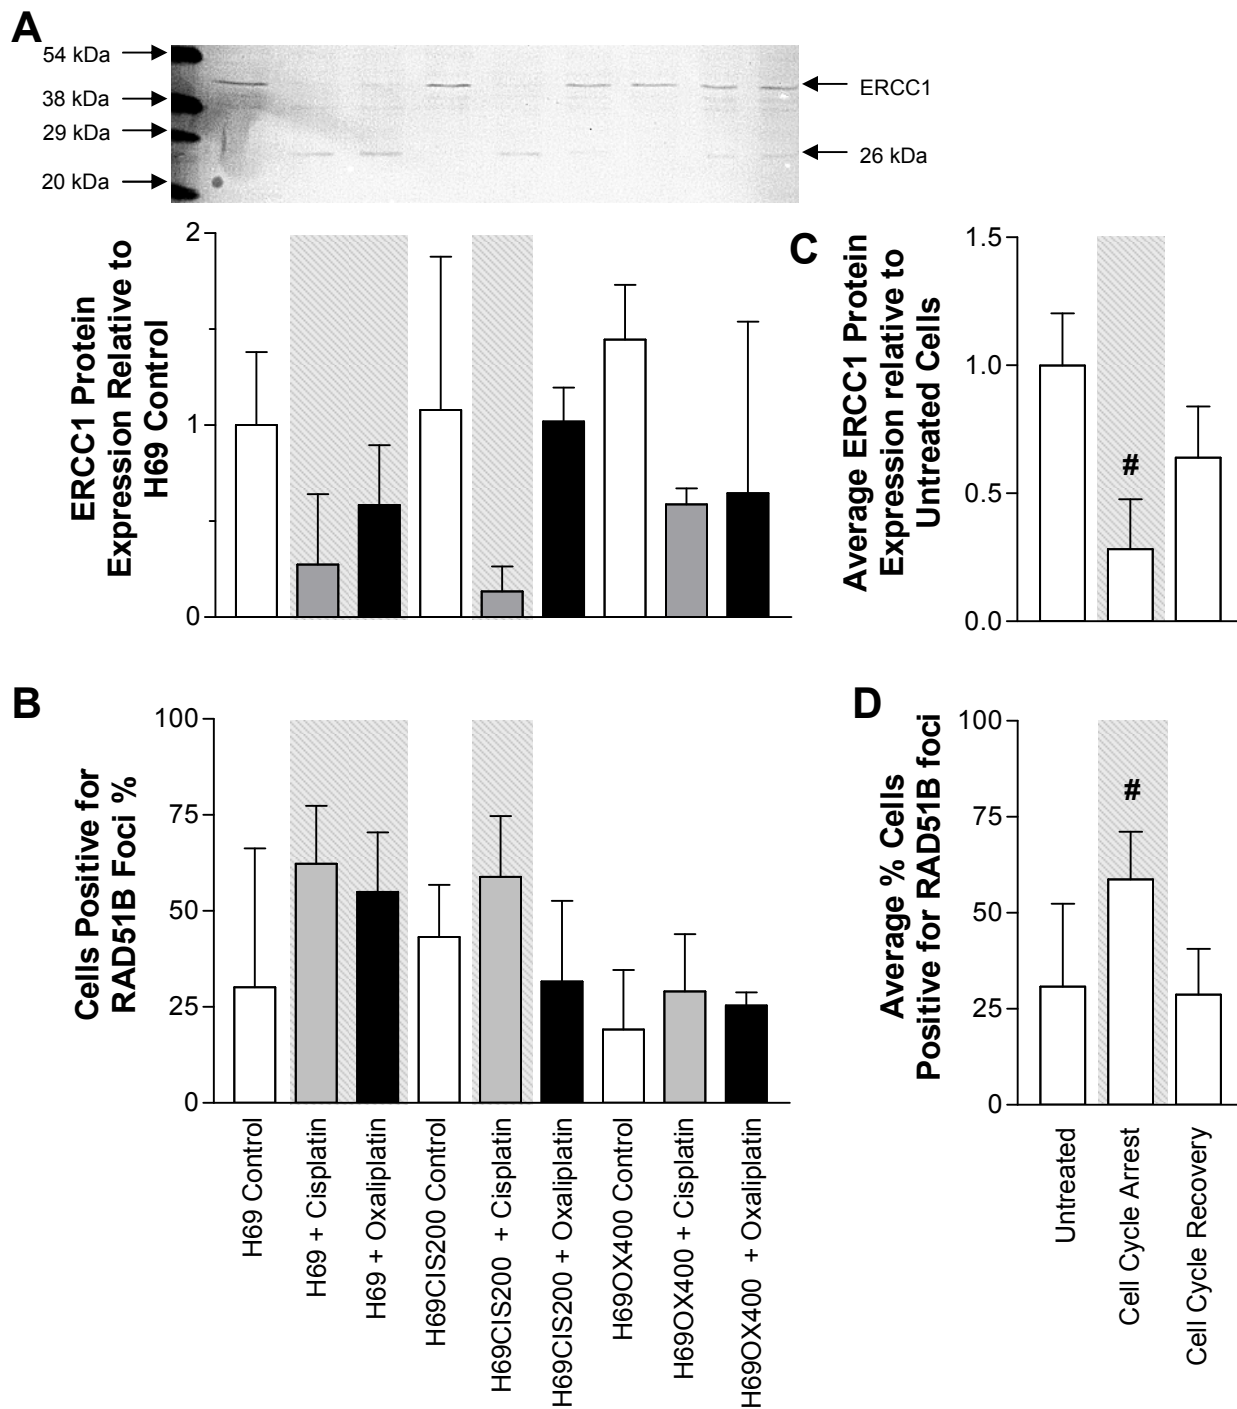 A
54 kDa
38 kDa
29 kDa
20 kDa
ERCC1
26 kDa
ERCC1 Protein
Expression Relative to
H69 Control
2
1
0
C
Average ERCC1 Protein
Expression relative to
Untreated Cells
1.5
1.0
0.5
0.0
#
B
Cells Positive for
RAD51B Foci %
100
75
50
25
0
H69 Control
H69 + Cisplatin
H69 + Oxaliplatin
H69CIS200 Control
H69CIS200 + Cisplatin
H69CIS200 + Oxaliplatin
H69OX400 Control
H69OX400 + Cisplatin
H69OX400 + Oxaliplatin
D
Average % Cells
Positive for RAD51B foci
100
75
50
25
0
#
Untreated
Cell Cycle Arrest
Cell Cycle Recovery